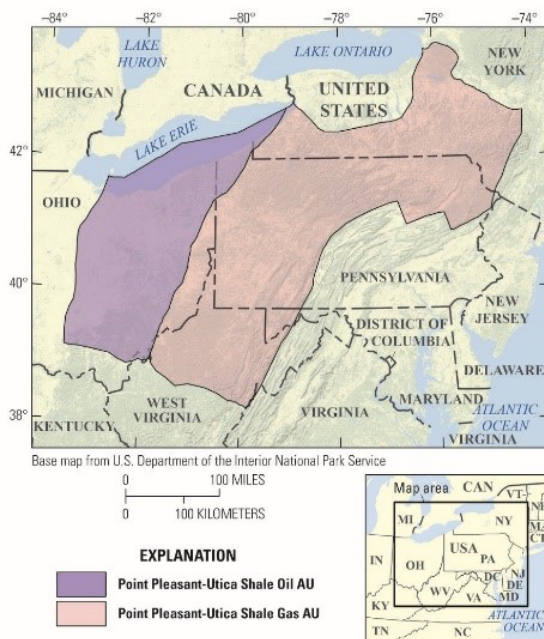 −84°
−82°
−80°
−78°
−76°
−74°
LAKE
HURON
LAKE ONTARIO
NEW
YORK
MICHIGAN
CANADA
UNITED
STATES
LAKE ERIE
42°
OHIO
40°
PENNSYLVANIA
NEW
JERSEY
DISTRICT OF
COLUMBIA
DELAWARE
WEST
VIRGINIA
MARYLAND
ATLANTIC
OCEAN
38°
KENTUCKY
VIRGINIA
VIRGINIA
Base map from U.S. Department of the Interior National Park Service
0
100 MILES
0
100 KILOMETERS
EXPLANATION
Point Pleasant-Utica Shale Oil AU
Point Pleasant-Utica Shale Gas AU
Map area
CAN
VT
MI
NY
IN
OH
USA
PA
CT
NJ
DC
DE
MD
WV
VA
KY
TN
NC
ATLANTIC
OCEAN